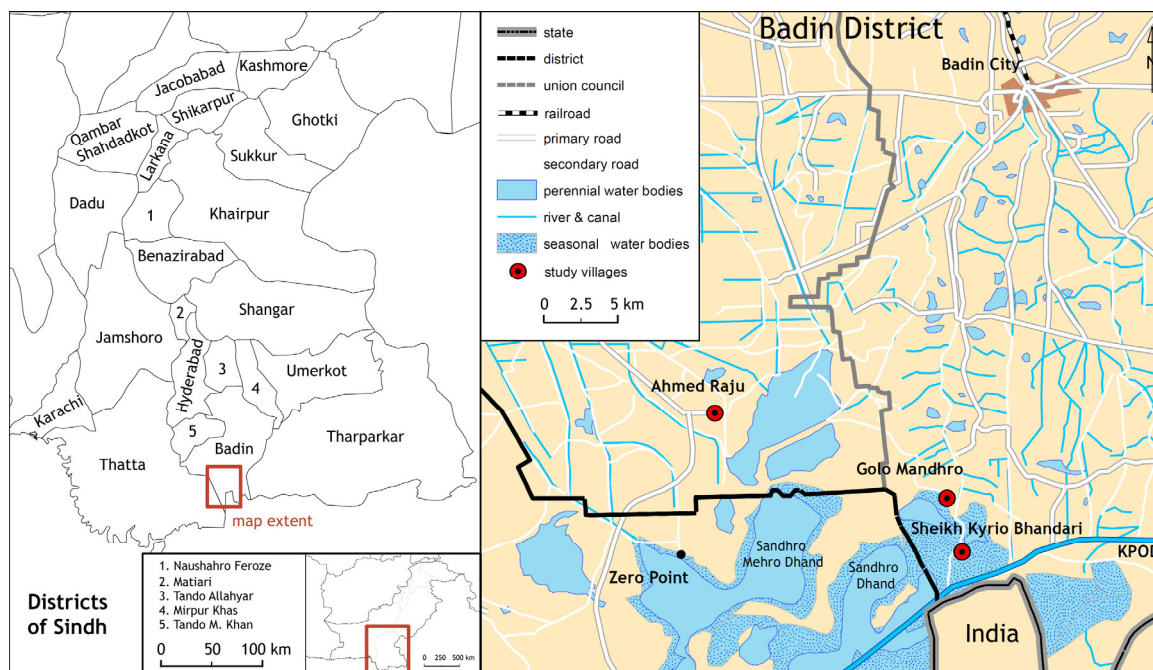 Kashmore
Jacobabad
Shikarpur
Ghotki
Qambar
Shahdadkot
Larkana
Sukkur
Dadu
1
Khairpur
Benazirabad
2
Shangar
Jamshoro
Hyderabad
3
4
Umerkot
Karachi
5
Badin
Tharparkar
Thatta
map extent
Districts
of Sindh
0 50 100 km
1. Naushahro Feroze
2. Matiari
3. Tando Allahyar
4. Mirpur Khas
5. Tando M. Khan
0 250 500 km
state
district
union council
railroad
primary road
secondary road
perennial water bodies
river & canal
seasonal water bodies
study villages
0 2.5 5 km
Badin District
Badin City
N
Ahmed Raju
Golo Mandhro
Sheikh Kyrio Bhandari
KPOD
Zero Point
Sandhro
Mehro Dhand
Sandhro
Dhand
India